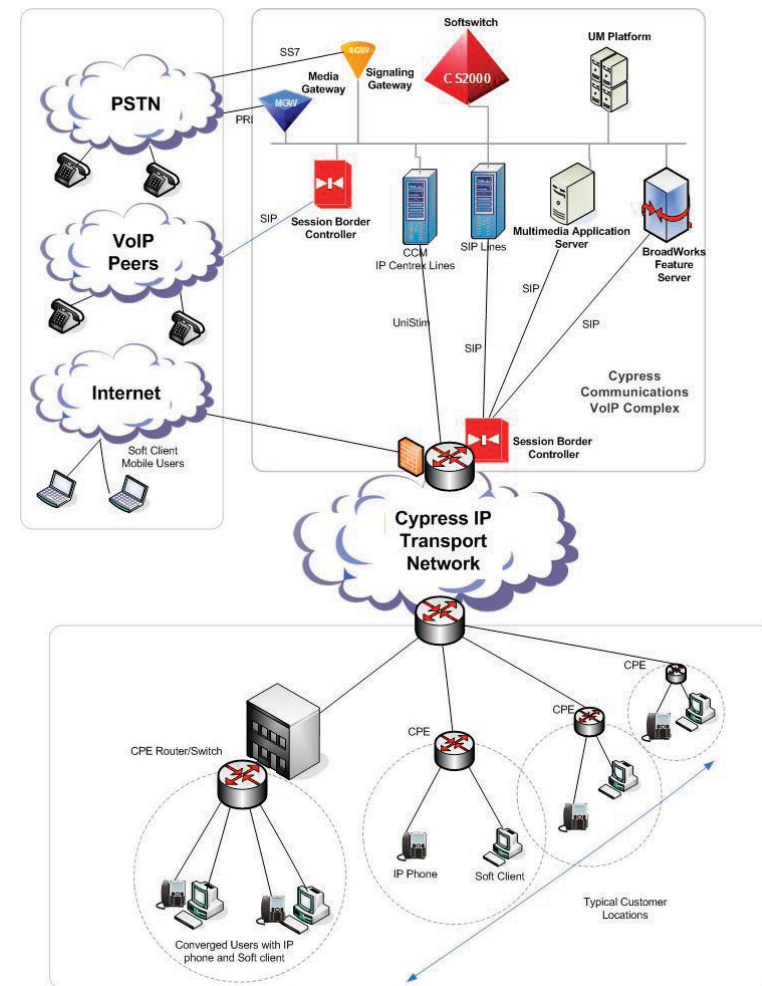 SS7
SGW
Softswitch
UM Platform
Signaling
Gateway
Media
Gateway
CS2000
PSTN
MGW
PRI
SIP
Session Border
Controller
CCM
IP Centrex Lines
SIP Lines
Multimedia Application
Server
BroadWorks
Feature
Server
VoIP
Peers
SIP
SIP
UniStim
SIP
Internet
Cypress
Communications
VoIP Complex
Soft Client
Mobile Users
Session Border
Controller
Cypress IP
Transport
Network
CPE
CPE
CPE
CPE Router/Switch
IP Phone
Soft Client
Typical Customer
Locations
Converged Users with IP
phone and Soft client